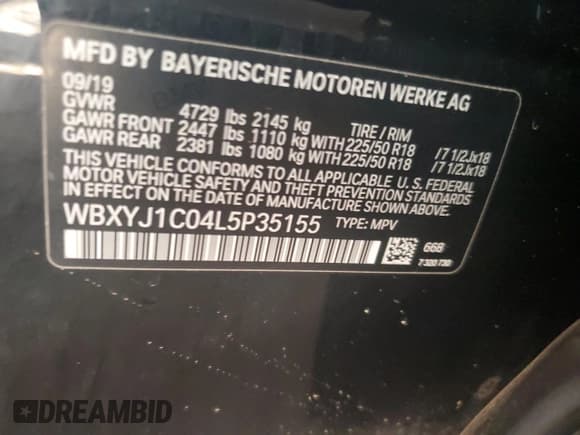 MFD BY BAYERISCHE MOTOREN WERKE AG
09/19
GVWR 4729 lbs 2145 kg TIRE / RIM
GAWR FRONT 2447 lbs 1110 kg WITH 225/50 R18 /7 1/2Jx18
GAWR REAR 2381 lbs 1080 kg WITH 225/50 R18 /7 1/2Jx18
THIS VEHICLE CONFORMS TO ALL APPLICABLE U. S. FEDERAL
MOTOR VEHICLE SAFETY AND THEFT PREVENTION STANDARDS
IN EFFECT ON THE DATE OF MANUFACTURE SHOWN ABOVE.
WBXYJ1C04L5P35155 TYPE: MPV
668
DREAMBID